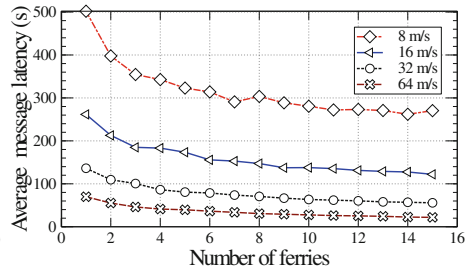 Average message latency (s)
500
400
300
200
100
0
8 m/s
16 m/s
32 m/s
64 m/s
0 2 4 6 8 10 12 14 16
Number of ferries